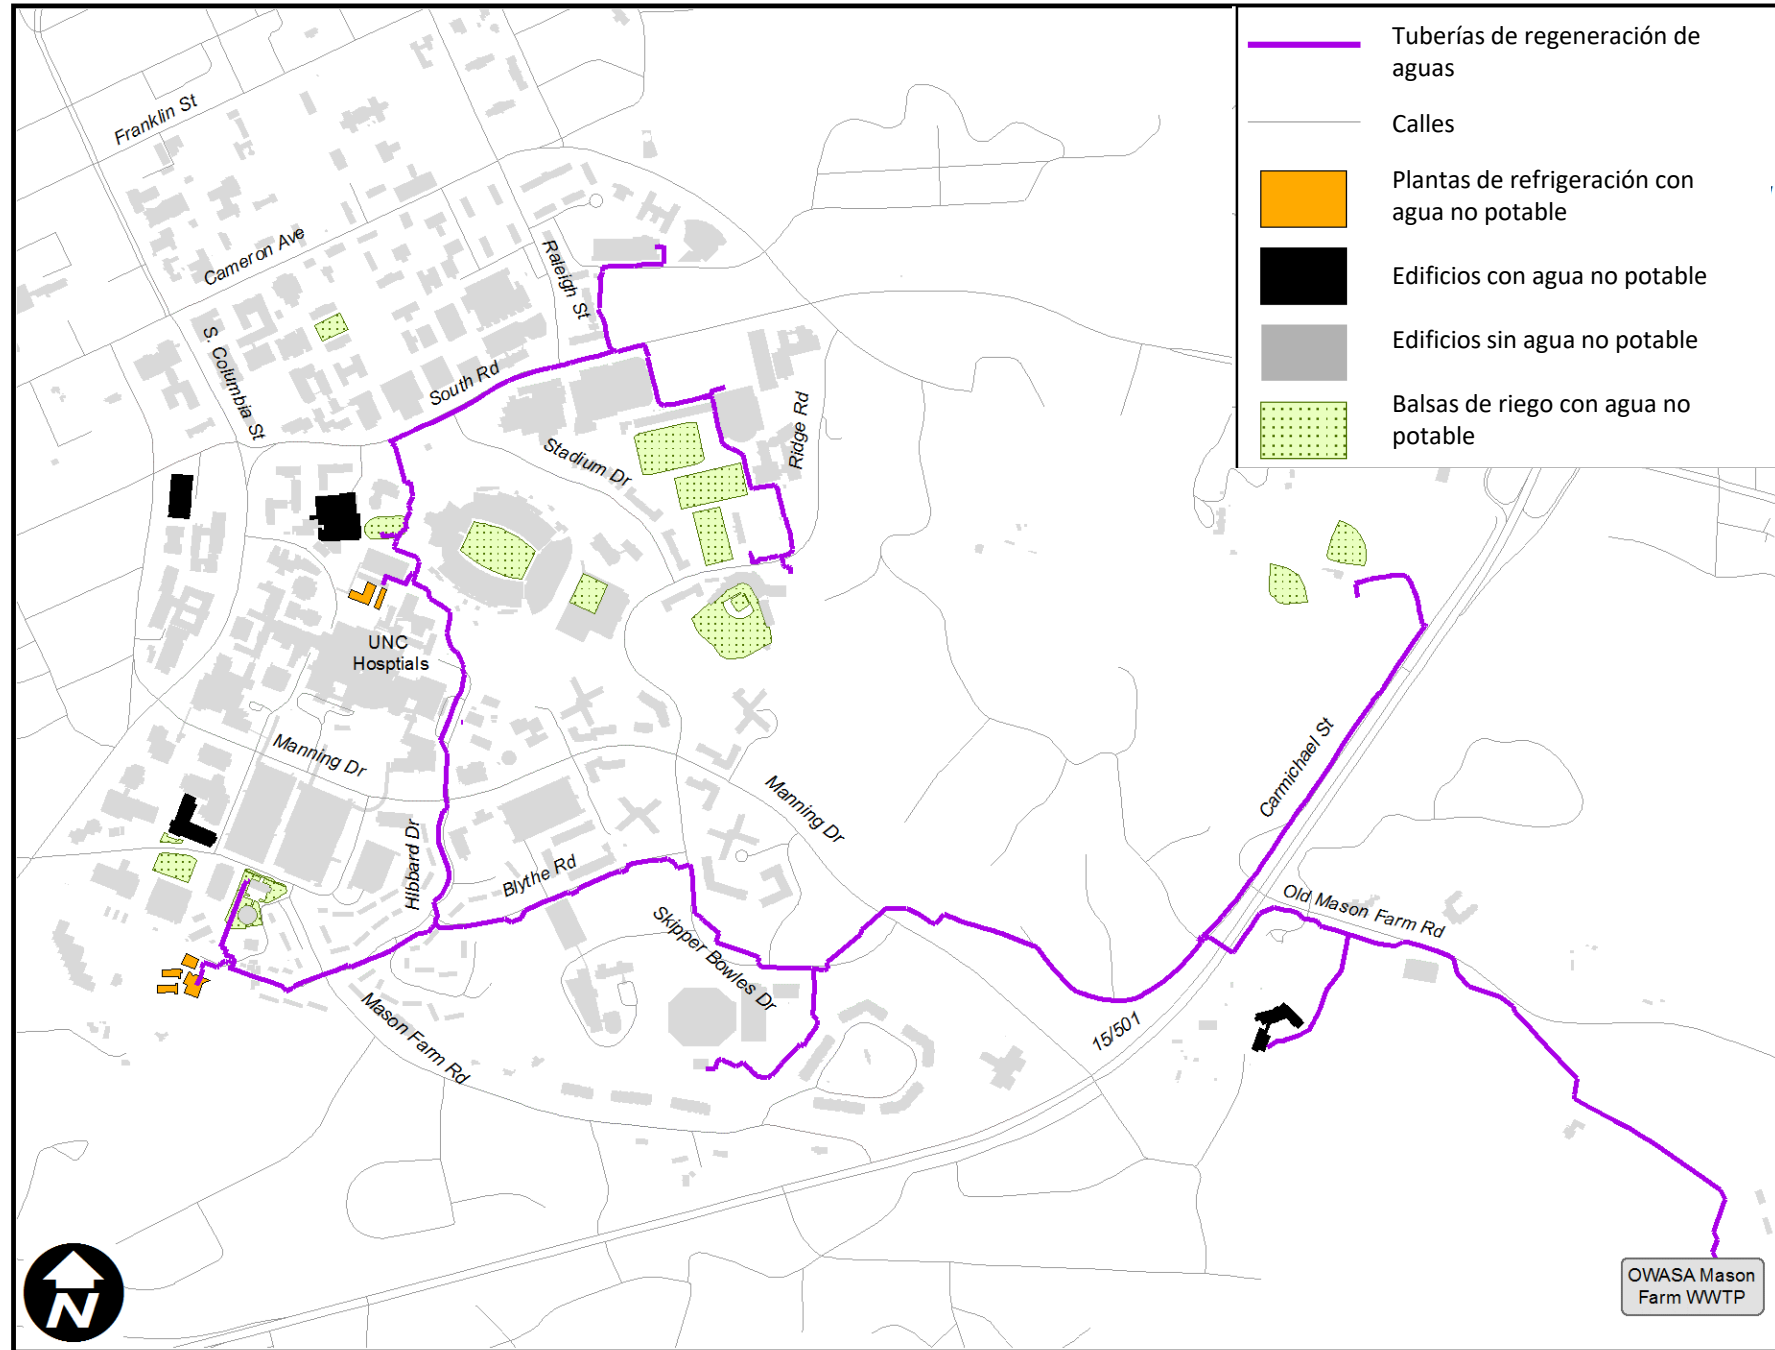 Tuberías de regeneración de
aguas
Calles
Plantas de refrigeración con
agua no potable
Edificios con agua no potable
Edificios sin agua no potable
Balsas de riego con agua no
potable
Franklin St
Cameron Ave
Raleigh St
S. Columbia St
South Rd
Stadium Dr
Ridge Rd
UNC
Hosptials
Manning Dr
Manning Dr
Carmichael St
Hibbard Dr
Blythe Rd
Skipper Bowles Dr
Old Mason Farm Rd
Mason Farm Rd
15/501
OWASA Mason
Farm WWTP
N